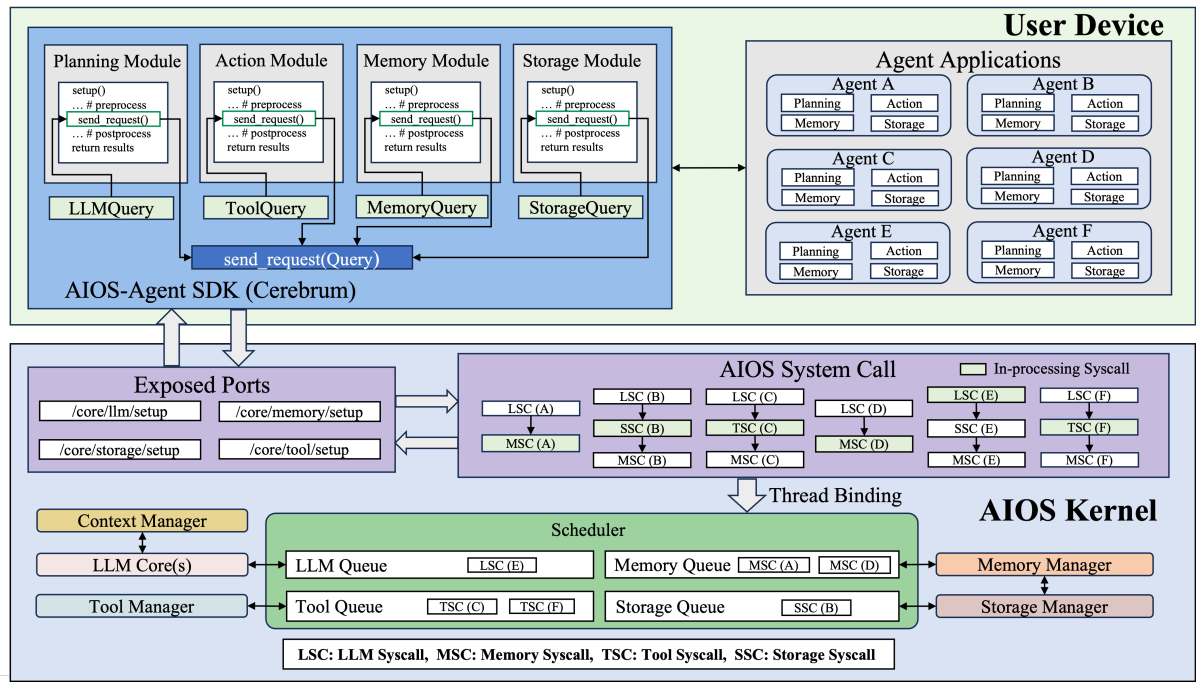 User Device
Planning Module
setup()
... # preprocess
send_request()
... # postprocess
return results
LLMQuery
Action Module
setup()
... # preprocess
send_request()
... # postprocess
return results
ToolQuery
Memory Module
setup()
... # preprocess
send_request()
... # postprocess
return results
MemoryQuery
Storage Module
setup()
... # preprocess
send_request()
... # postprocess
return results
StorageQuery
send_request(Query)
AIOS-Agent SDK (Cerebrum)
Agent Applications
Agent A
Planning
Action
Memory
Storage
Agent B
Planning
Action
Memory
Storage
Agent C
Planning
Action
Memory
Storage
Agent D
Planning
Action
Memory
Storage
Agent E
Planning
Action
Memory
Storage
Agent F
Planning
Action
Memory
Storage
Exposed Ports
/core/llm/setup
/core/memory/setup
/core/storage/setup
/core/tool/setup
AIOS System Call
In-processing Syscall
LSC (A)
MSC (A)
LSC (B)
SSC (B)
MSC (B)
LSC (C)
TSC (C)
MSC (C)
LSC (D)
MSC (D)
LSC (E)
SSC (E)
MSC (E)
LSC (F)
TSC (F)
MSC (F)
Thread Binding
AIOS Kernel
Context Manager
LLM Core(s)
Tool Manager
Scheduler
LLM Queue
LSC (E)
Memory Queue
MSC (A)
MSC (D)
Tool Queue
TSC (C)
TSC (F)
Storage Queue
SSC (B)
Memory Manager
Storage Manager
LSC: LLM Syscall, MSC: Memory Syscall, TSC: Tool Syscall, SSC: Storage Syscall